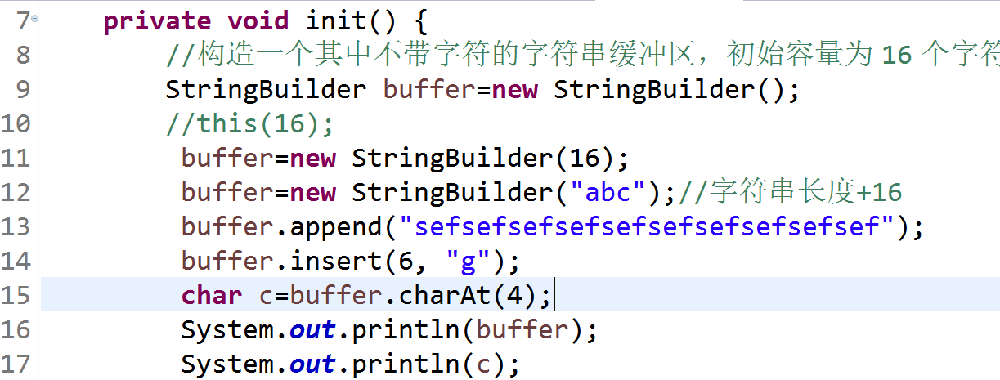 7 private void init() {
8 //构造一个其中不带字符的字符串缓冲区，初始容量为 16 个字符
9 StringBuilder buffer=new StringBuilder();
10 //this(16);
11 buffer=new StringBuilder(16);
12 buffer=new StringBuilder("abc");//字符串长度+16
13 buffer.append("sefsefsefsefsefsefsefsefsefsef");
14 buffer.insert(6, "g");
15 char c=buffer.charAt(4);
16 System.out.println(buffer);
17 System.out.println(c);